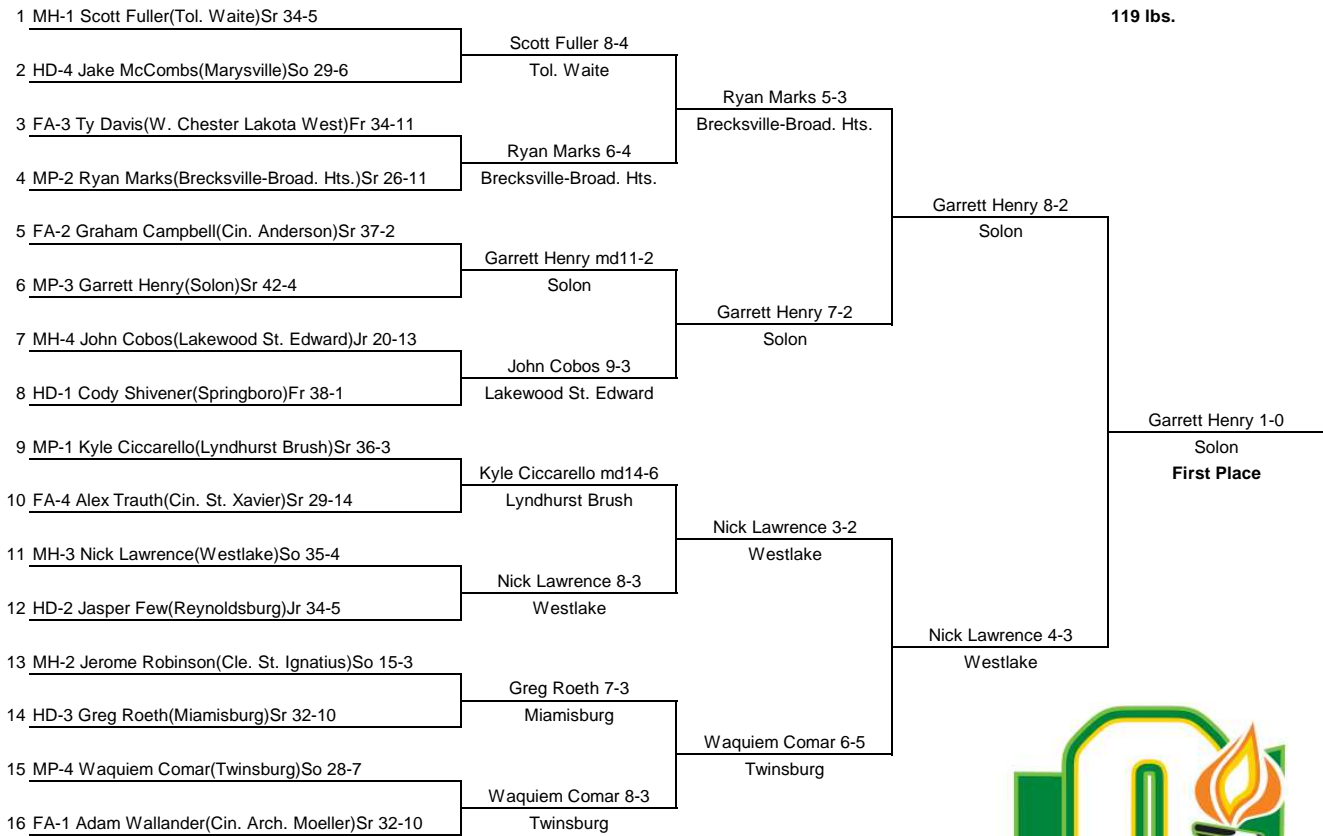 1 MH-1 Scott Fuller(Tol. Waite)Sr 34-5
119 lbs.
Scott Fuller 8-4
2 HD-4 Jake McCombs(Marysville)So 29-6
Tol. Waite
Ryan Marks 5-3
3 FA-3 Ty Davis(W. Chester Lakota West)Fr 34-11
Brecksville-Broad. Hts.
Ryan Marks 6-4
4 MP-2 Ryan Marks(Brecksville-Broad. Hts.)Sr 26-11
Brecksville-Broad. Hts.
Garrett Henry 8-2
5 FA-2 Graham Campbell(Cin. Anderson)Sr 37-2
Solon
Garrett Henry md11-2
6 MP-3 Garrett Henry(Solon)Sr 42-4
Solon
Garrett Henry 7-2
7 MH-4 John Cobos(Lakewood St. Edward)Jr 20-13
Solon
John Cobos 9-3
8 HD-1 Cody Shivener(Springboro)Fr 38-1
Lakewood St. Edward
Garrett Henry 1-0
9 MP-1 Kyle Ciccarello(Lyndhurst Brush)Sr 36-3
Solon
Kyle Ciccarello md14-6
First Place
10 FA-4 Alex Trauth(Cin. St. Xavier)Sr 29-14
Lyndhurst Brush
Nick Lawrence 3-2
11 MH-3 Nick Lawrence(Westlake)So 35-4
Westlake
Nick Lawrence 8-3
12 HD-2 Jasper Few(Reynoldsburg)Jr 34-5
Westlake
Nick Lawrence 4-3
13 MH-2 Jerome Robinson(Cle. St. Ignatius)So 15-3
Westlake
Greg Roeth 7-3
14 HD-3 Greg Roeth(Miamisburg)Sr 32-10
Miamisburg
Waquiem Comar 6-5
15 MP-4 Waquiem Comar(Twinsburg)So 28-7
Twinsburg
Waquiem Comar 8-3
16 FA-1 Adam Wallander(Cin. Arch. Moeller)Sr 32-10
Twinsburg